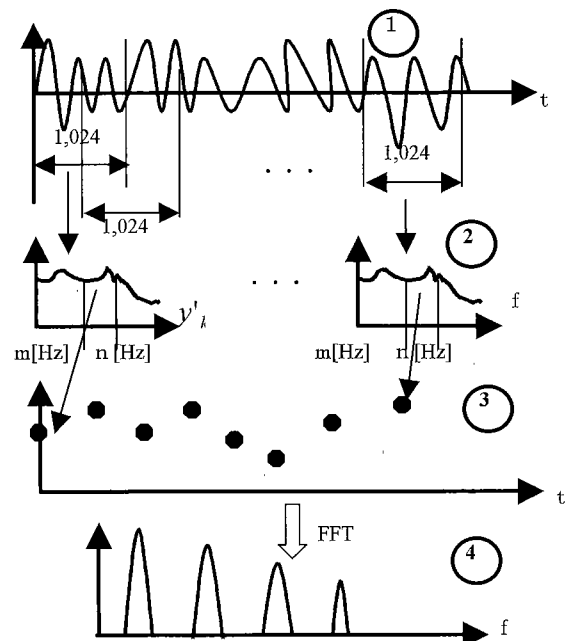 1
t
1,024
1,024
1,024
. . .
2
. . .
y'k
f
m[Hz] n [Hz]
m[Hz] n [Hz]
3
t
FFT
4
f